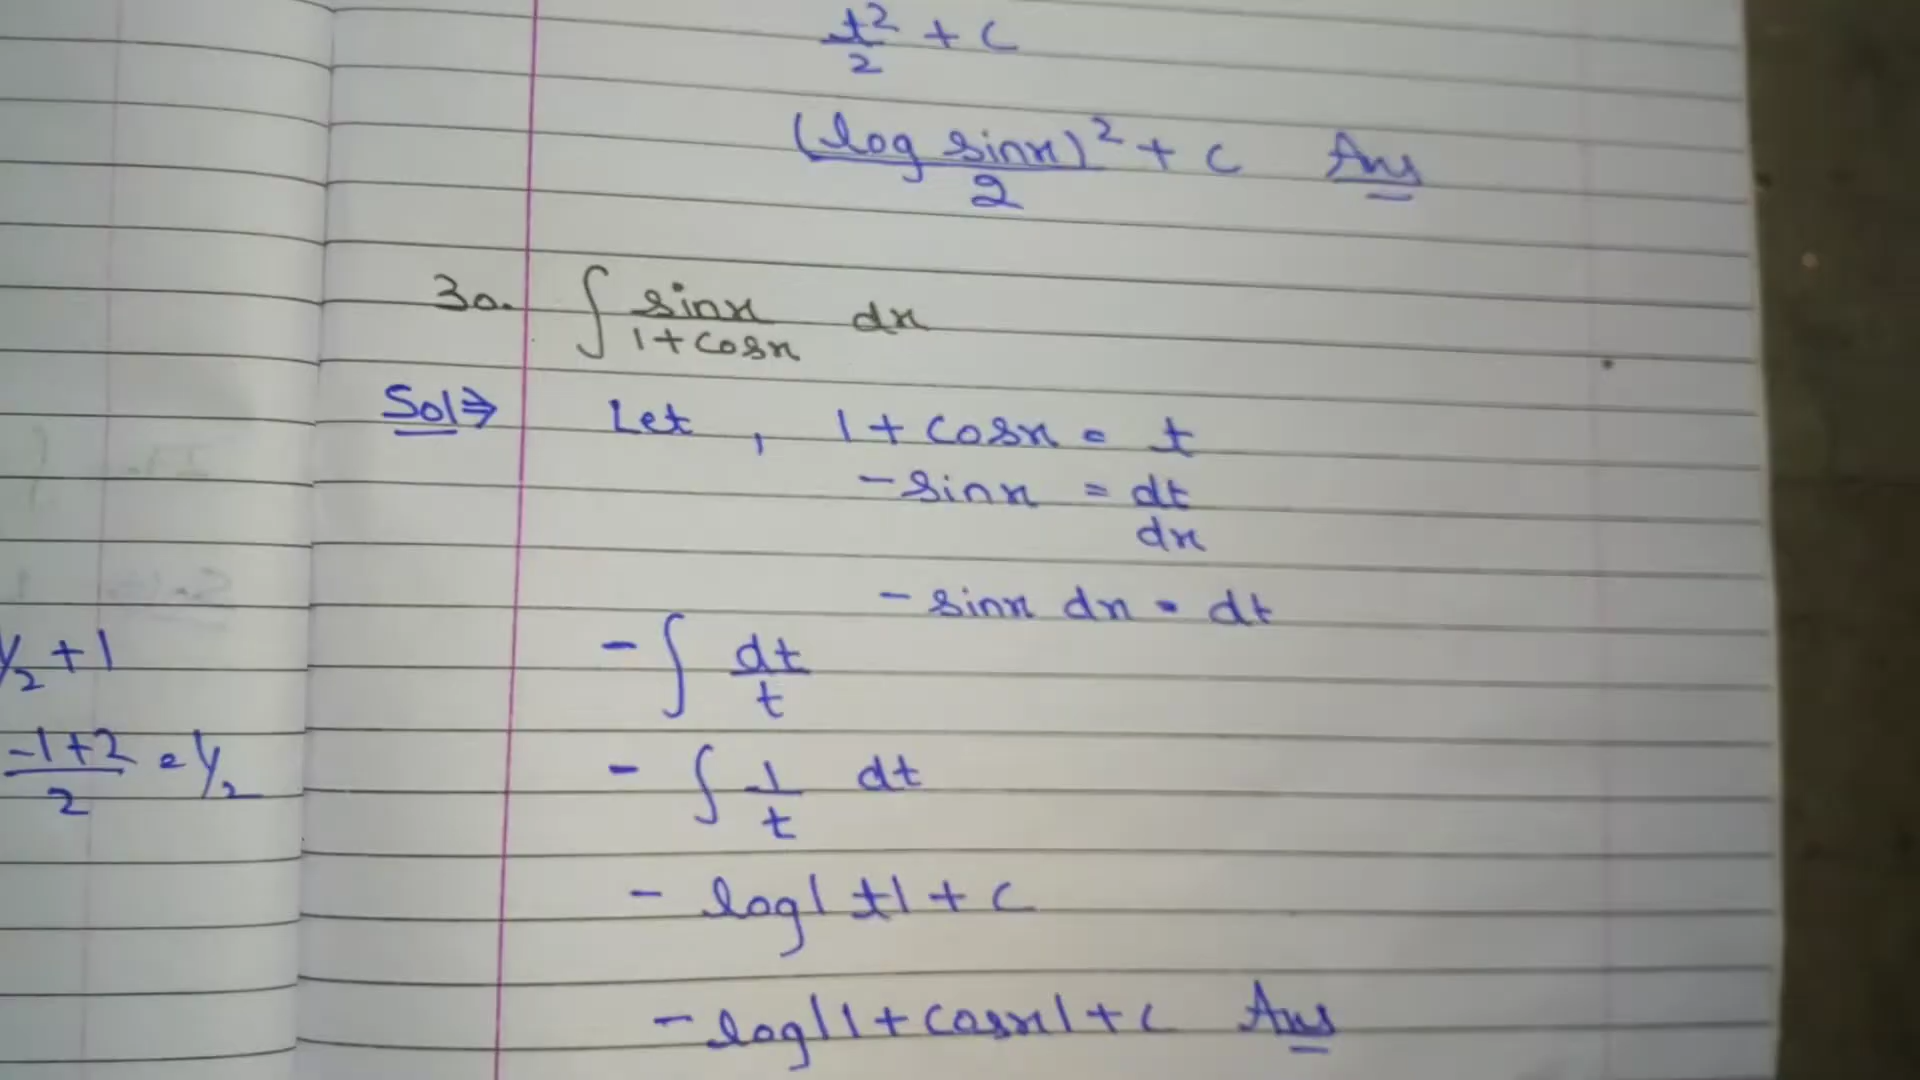 t²/2 + c
(log sinx)²/2 + c Ans
30. ∫ sinx/1+cosx dx
Sol⇒ Let, 1+cosx = t
-sinx = dt/dx
-sinx dx = dt
-∫ dt/t
-∫ 1/t dt
-log|t|+c
-log|1+cosx|+c Ans
½+1
-1+2/2 = ½